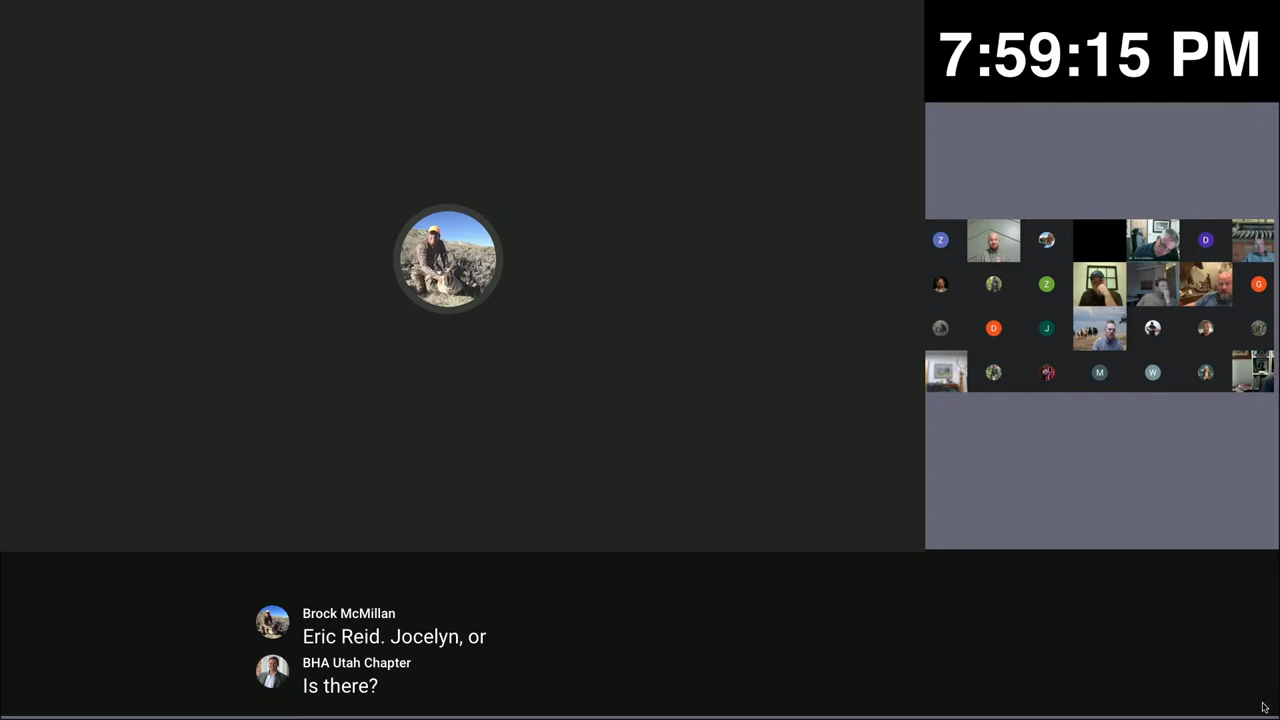 7:59:15 PM
Z
D
Z
G
D
J
M
W
Brock McMillan
Eric Reid. Jocelyn, or
BHA Utah Chapter
Is there?